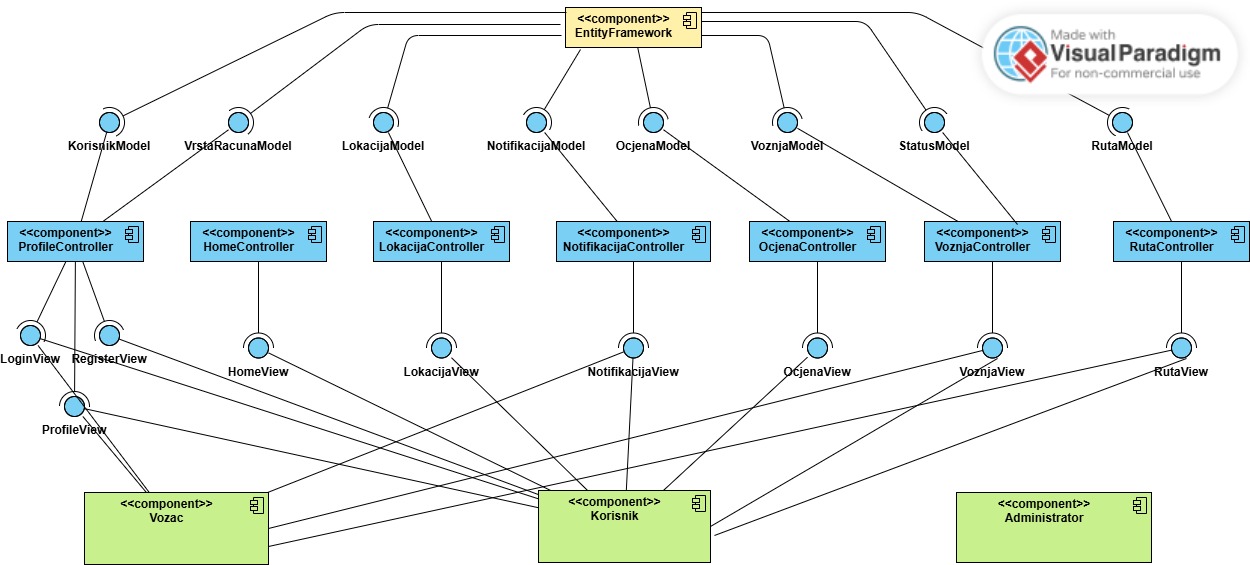 <<component>>
EntityFramework
Made with
VisualParadigm
For non-commercial use
KorisnikModel
VrstaRacunaModel
LokacijaModel
NotifikacijaModel
OcjenaModel
VoznjaModel
StatusModel
RutaModel
<<component>>
ProfileController
<<component>>
HomeController
<<component>>
LokacijaController
<<component>>
NotifikacijaController
<<component>>
OcjenaController
<<component>>
VoznjaController
<<component>>
RutaController
LoginView
RegisterView
HomeView
LokacijaView
NotifikacijaView
OcjenaView
VoznjaView
RutaView
ProfileView
<<component>>
Vozac
<<component>>
Korisnik
<<component>>
Administrator